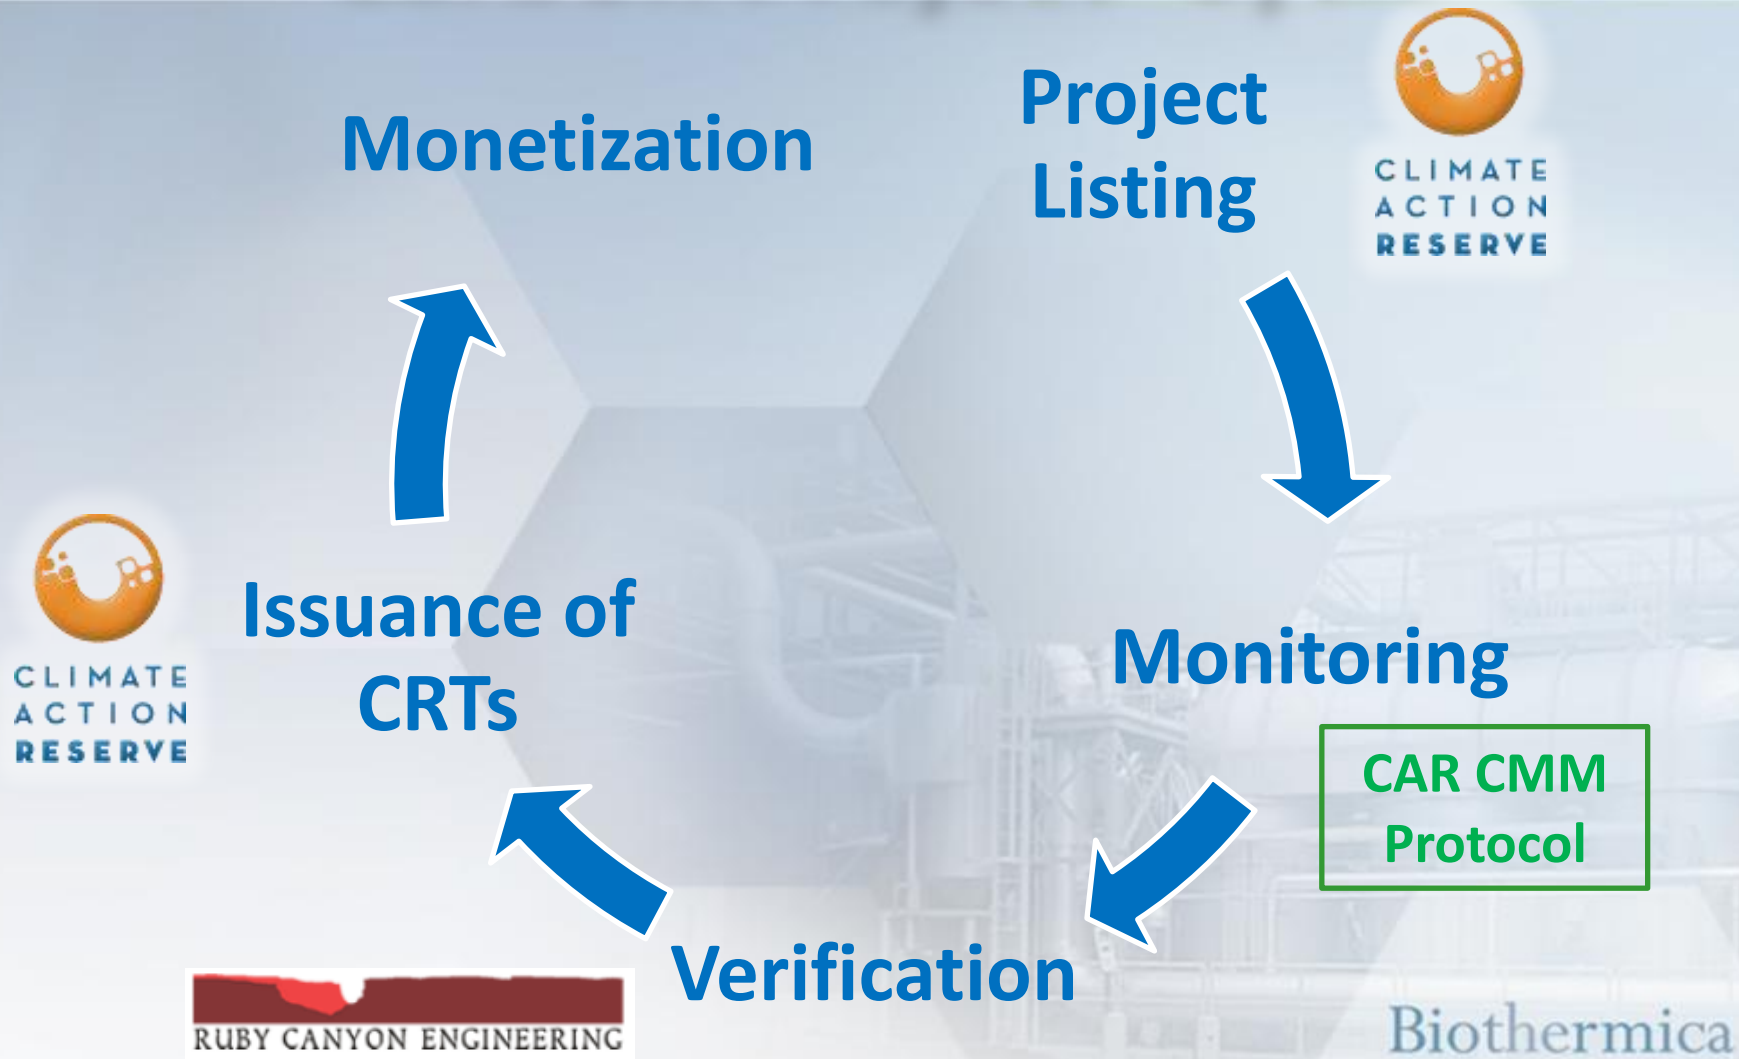 Monetization
Project
Listing
CLIMATE
ACTION
RESERVE
CLIMATE
ACTION
RESERVE
Issuance of
CRTs
Monitoring
CAR CMM
Protocol
Verification
RUBY CANYON ENGINEERING
Biothermica